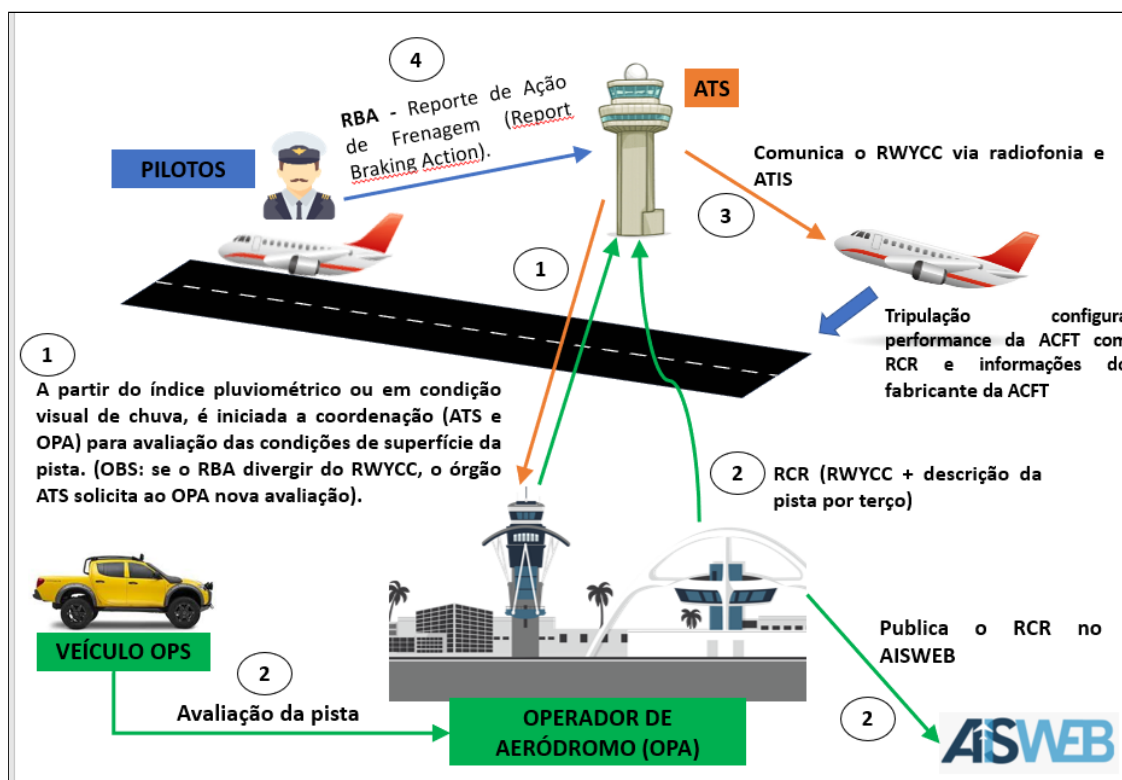 4
RBA - Reporte de Ação
de Frenagem (Report
Braking Action).
ATS
PILOTOS
Comunica o RWYCC via radiofonia e
ATIS
3
1
Tripulação configura
performance da ACFT com
RCR e informações do
fabricante da ACFT
1
A partir do índice pluviométrico ou em condição
visual de chuva, é iniciada a coordenação (ATS e
OPA) para avaliação das condições de superfície da
pista. (OBS: se o RBA divergir do RWYCC, o órgão
ATS solicita ao OPA nova avaliação).
2
RCR (RWYCC + descrição da
pista por terço)
VEÍCULO OPS
2
Avaliação da pista
OPERADOR DE
AERÓDROMO (OPA)
Publica o RCR no
AISWEB
2
AISWEB